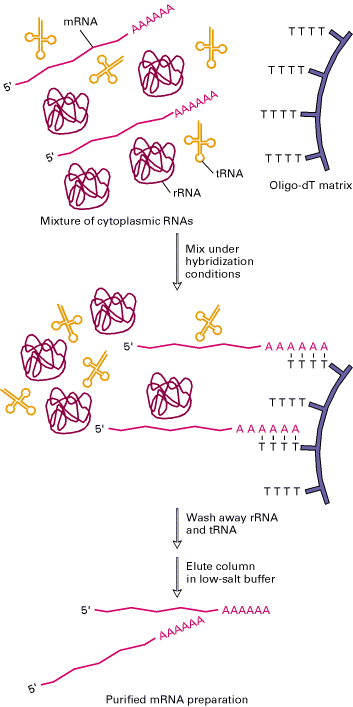 mRNA
AAAAAA
TTTT
5'
TTTT
AAAAAA
TTTT
5'
tRNA
TTTT
rRNA
Oligo-dT matrix
Mixture of cytoplasmic RNAs
Mix under
hybridization
conditions
5'
AAAAAA
TTTT
TTTT
5'
AAAAAA
TTTT
TTTT
Wash away rRNA
and tRNA
Elute column
in low-salt buffer
5'
AAAAAA
AAAAAA
5'
Purified mRNA preparation